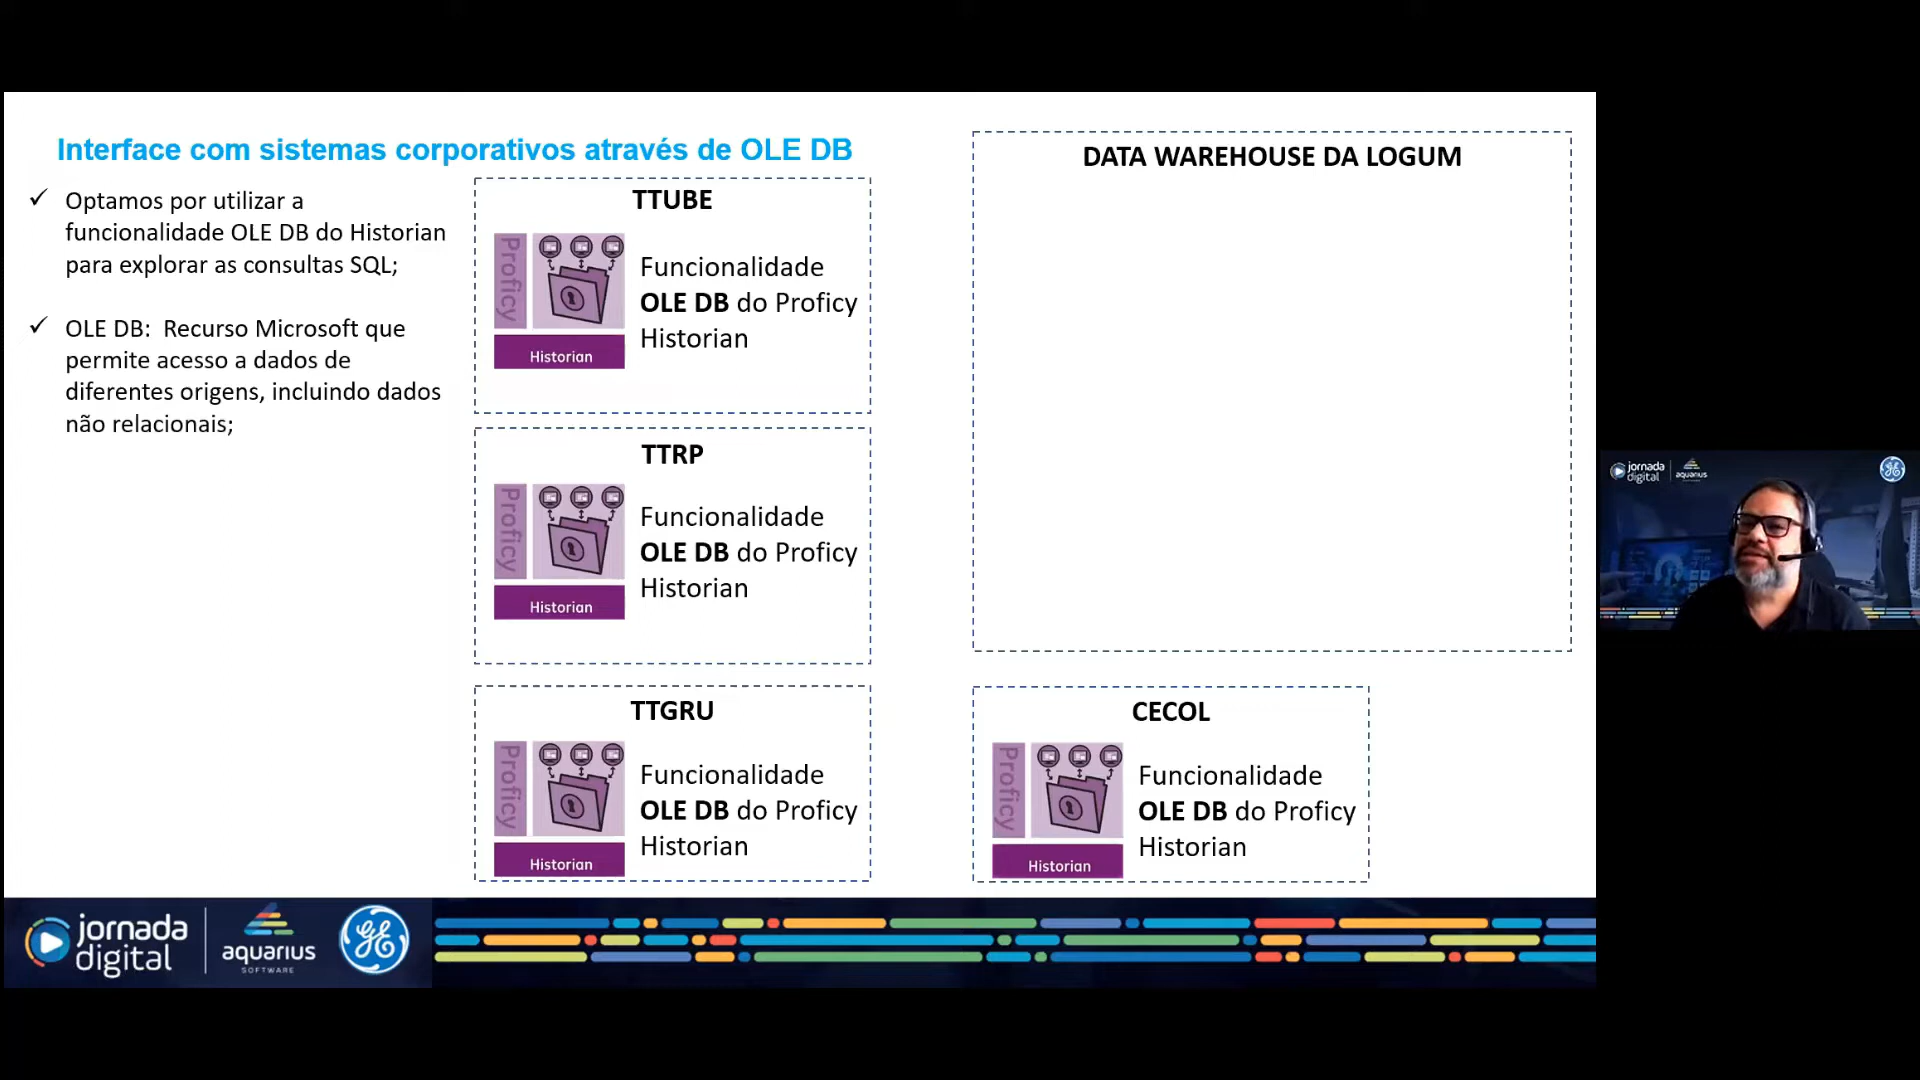 Interface com sistemas corporativos através de OLE DB
Optamos por utilizar a
funcionalidade OLE DB do Historian
para explorar as consultas SQL;
OLE DB: Recurso Microsoft que
permite acesso a dados de
diferentes origens, incluindo dados
não relacionais;
TTUBE
Proficy
Historian
Funcionalidade
OLE DB do Proficy
Historian
TTRP
Proficy
Historian
Funcionalidade
OLE DB do Proficy
Historian
TTGRU
Proficy
Historian
Funcionalidade
OLE DB do Proficy
Historian
DATA WAREHOUSE DA LOGUM
CECOL
Proficy
Historian
Funcionalidade
OLE DB do Proficy
Historian
jornada
digital
aquarius
SOFTWARE
GE
jornada
digital
aquarius
GE